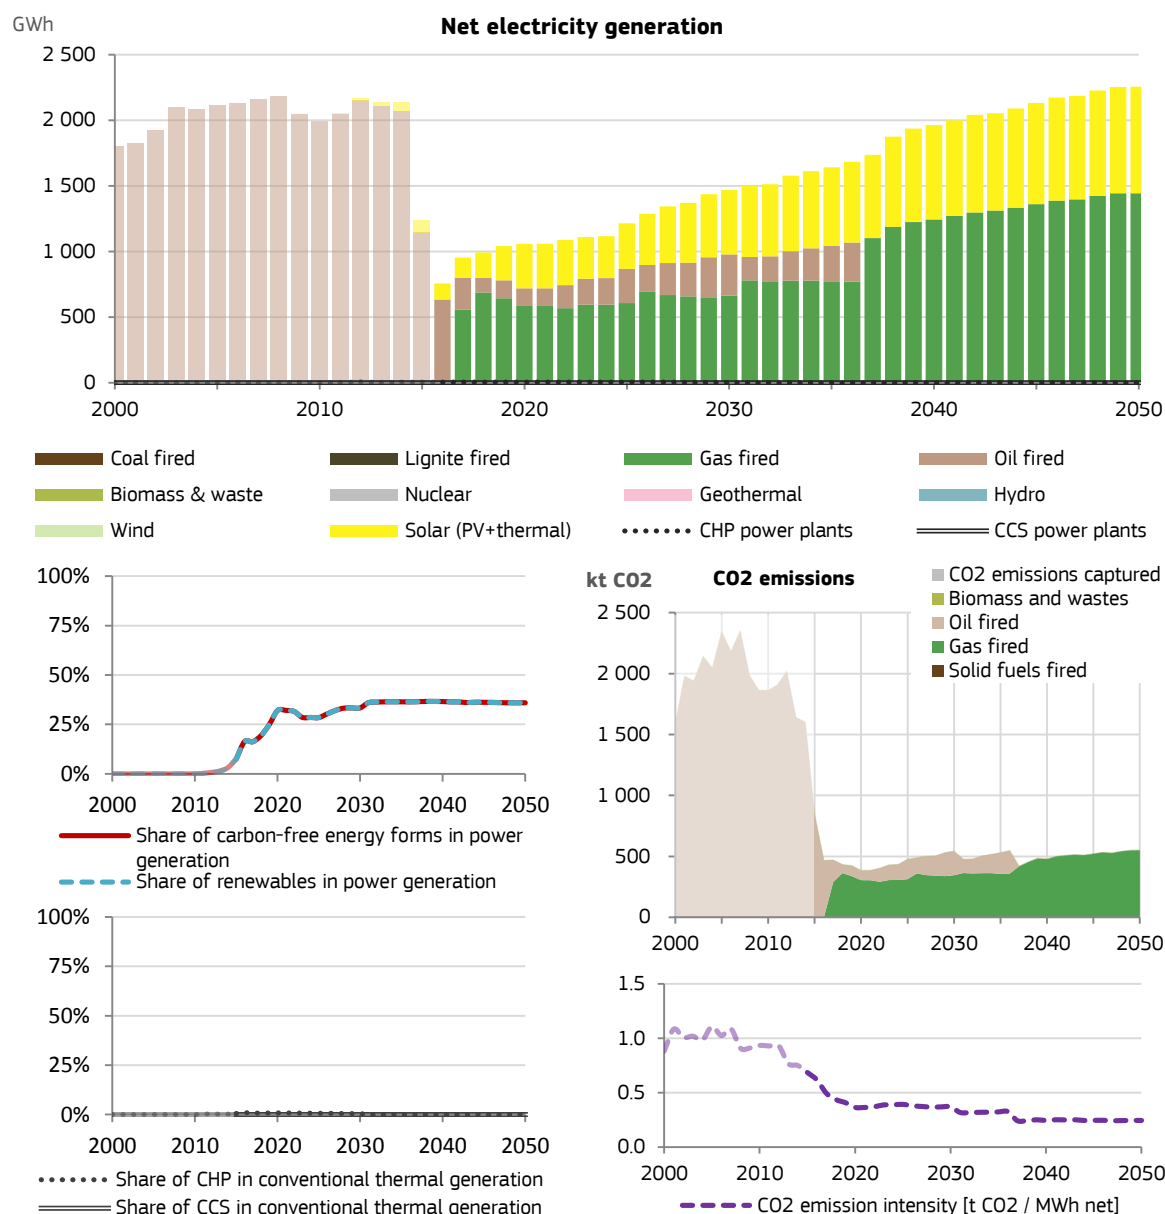 GWh
Net electricity generation
2 500
2 000
1 500
1 000
500
0
2000 2010 2020 2030 2040 2050
Coal fired Lignite fired Gas fired Oil fired
Biomass & waste Nuclear Geothermal Hydro
Wind Solar (PV+thermal) CHP power plants CCS power plants
100%
75%
50%
25%
0%
2000 2010 2020 2030 2040 2050
Share of carbon-free energy forms in power
generation
Share of renewables in power generation
kt CO2
CO2 emissions
CO2 emissions captured
Biomass and wastes
Oil fired
Gas fired
Solid fuels fired
2 500
2 000
1 500
1 000
500
0
2000 2010 2020 2030 2040 2050
100%
75%
50%
25%
0%
2000 2010 2020 2030 2040 2050
Share of CHP in conventional thermal generation
Share of CCS in conventional thermal generation
1.5
1.0
0.5
0.0
2000 2010 2020 2030 2040 2050
CO2 emission intensity [t CO2 / MWh net]